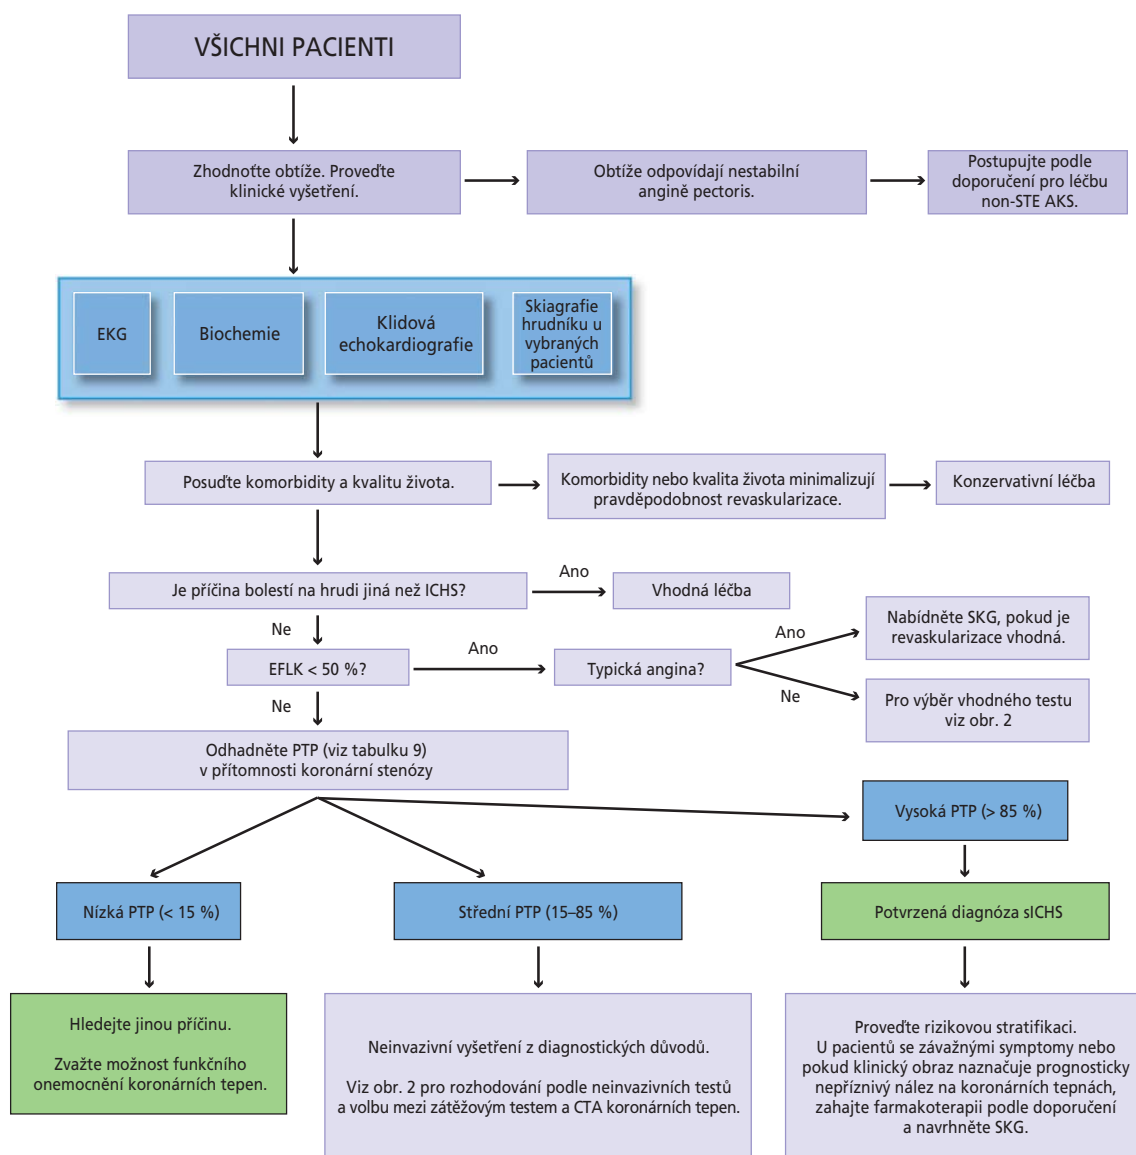 VŠICHNI PACIENTI
Zhodnoťte obtíže. Proveďte
klinické vyšetření.
Obtíže odpovídají nestabilní
angině pectoris.
Postupujte podle
doporučení pro léčbu
non-STE AKS.
EKG
Biochemie
Klidová
echokardiografie
Skiagrafie
hrudníku u
vybraných
pacientů
Posuďte komorbidity a kvalitu života.
Komorbidity nebo kvalita života minimalizují
pravděpodobnost revaskularizace.
Konzervativní léčba
Je příčina bolestí na hrudi jiná než ICHS?
Ano
Vhodná léčba
Ne
EFLK < 50 %?
Ano
Typická angina?
Ano
Nabídněte SKG, pokud je
revaskularizace vhodná.
Ne
Pro výběr vhodného testu
viz obr. 2
Ne
Odhadněte PTP (viz tabulku 9)
v přítomnosti koronární stenózy
Vysoká PTP (> 85 %)
Nízká PTP (< 15 %)
Střední PTP (15–85 %)
Potvrzená diagnóza sICHS
Hledejte jinou příčinu.
Zvažte možnost funkčního
onemocnění koronárních tepen.
Neinvazivní vyšetření z diagnostických důvodů.
Viz obr. 2 pro rozhodování podle neinvazivních testů
a volbu mezi zátěžovým testem a CTA koronárních tepen.
Proveďte rizikovou stratifikaci.
U pacientů se závažnými symptomy nebo
pokud klinický obraz naznačuje prognosticky
nepříznivý nález na koronárních tepnách,
zahajte farmakoterapii podle doporučení
a navrhněte SKG.